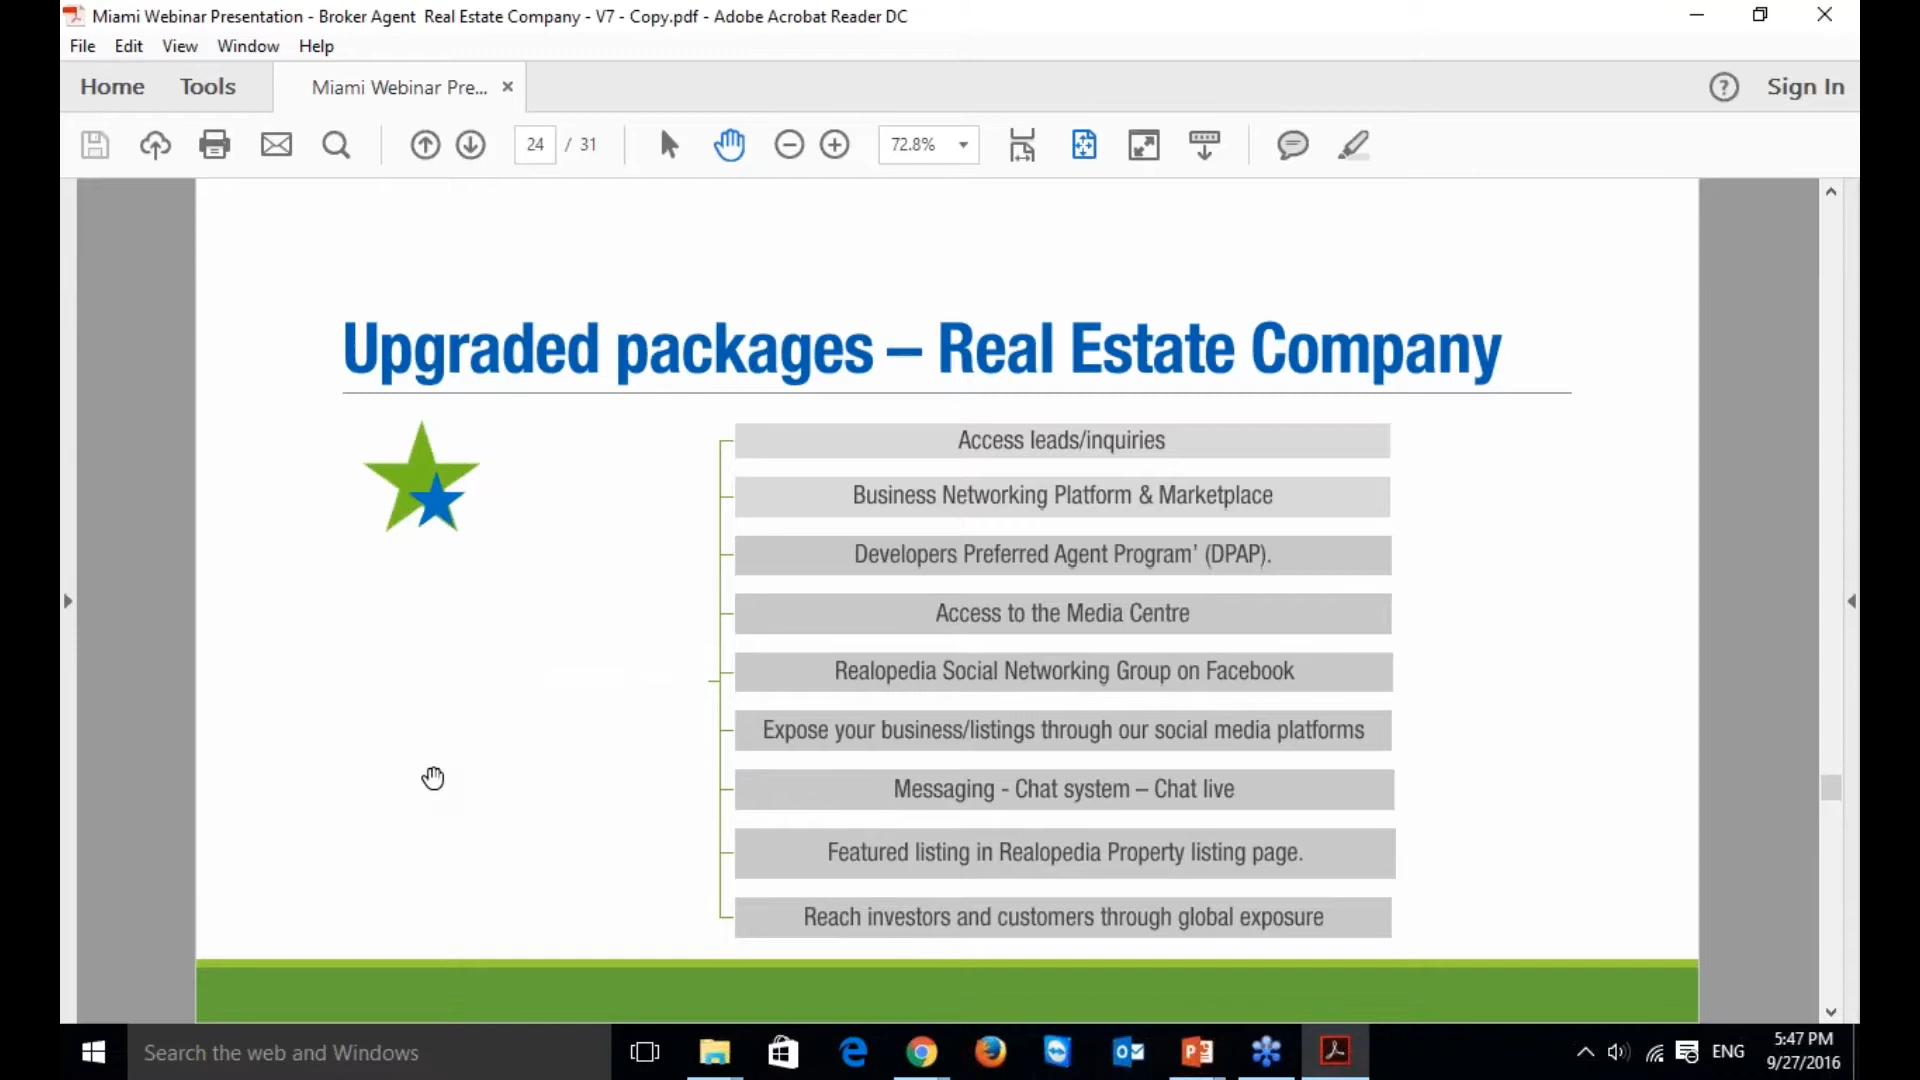 Miami Webinar Presentation - Broker Agent  Real Estate Company - V7 - Copy.pdf - Adobe Acrobat Reader DC
File Edit View Window Help
Home Tools Miami Webinar Pre... Sign In
24 / 31 72.8%
Upgraded packages – Real Estate Company
Access leads/inquiries
Business Networking Platform & Marketplace
Developers Preferred Agent Program’ (DPAP).
Access to the Media Centre
Realopedia Social Networking Group on Facebook
Expose your business/listings through our social media platforms
Messaging - Chat system – Chat live
Featured listing in Realopedia Property listing page.
Reach investors and customers through global exposure
Search the web and Windows
ENG
5:47 PM
9/27/2016